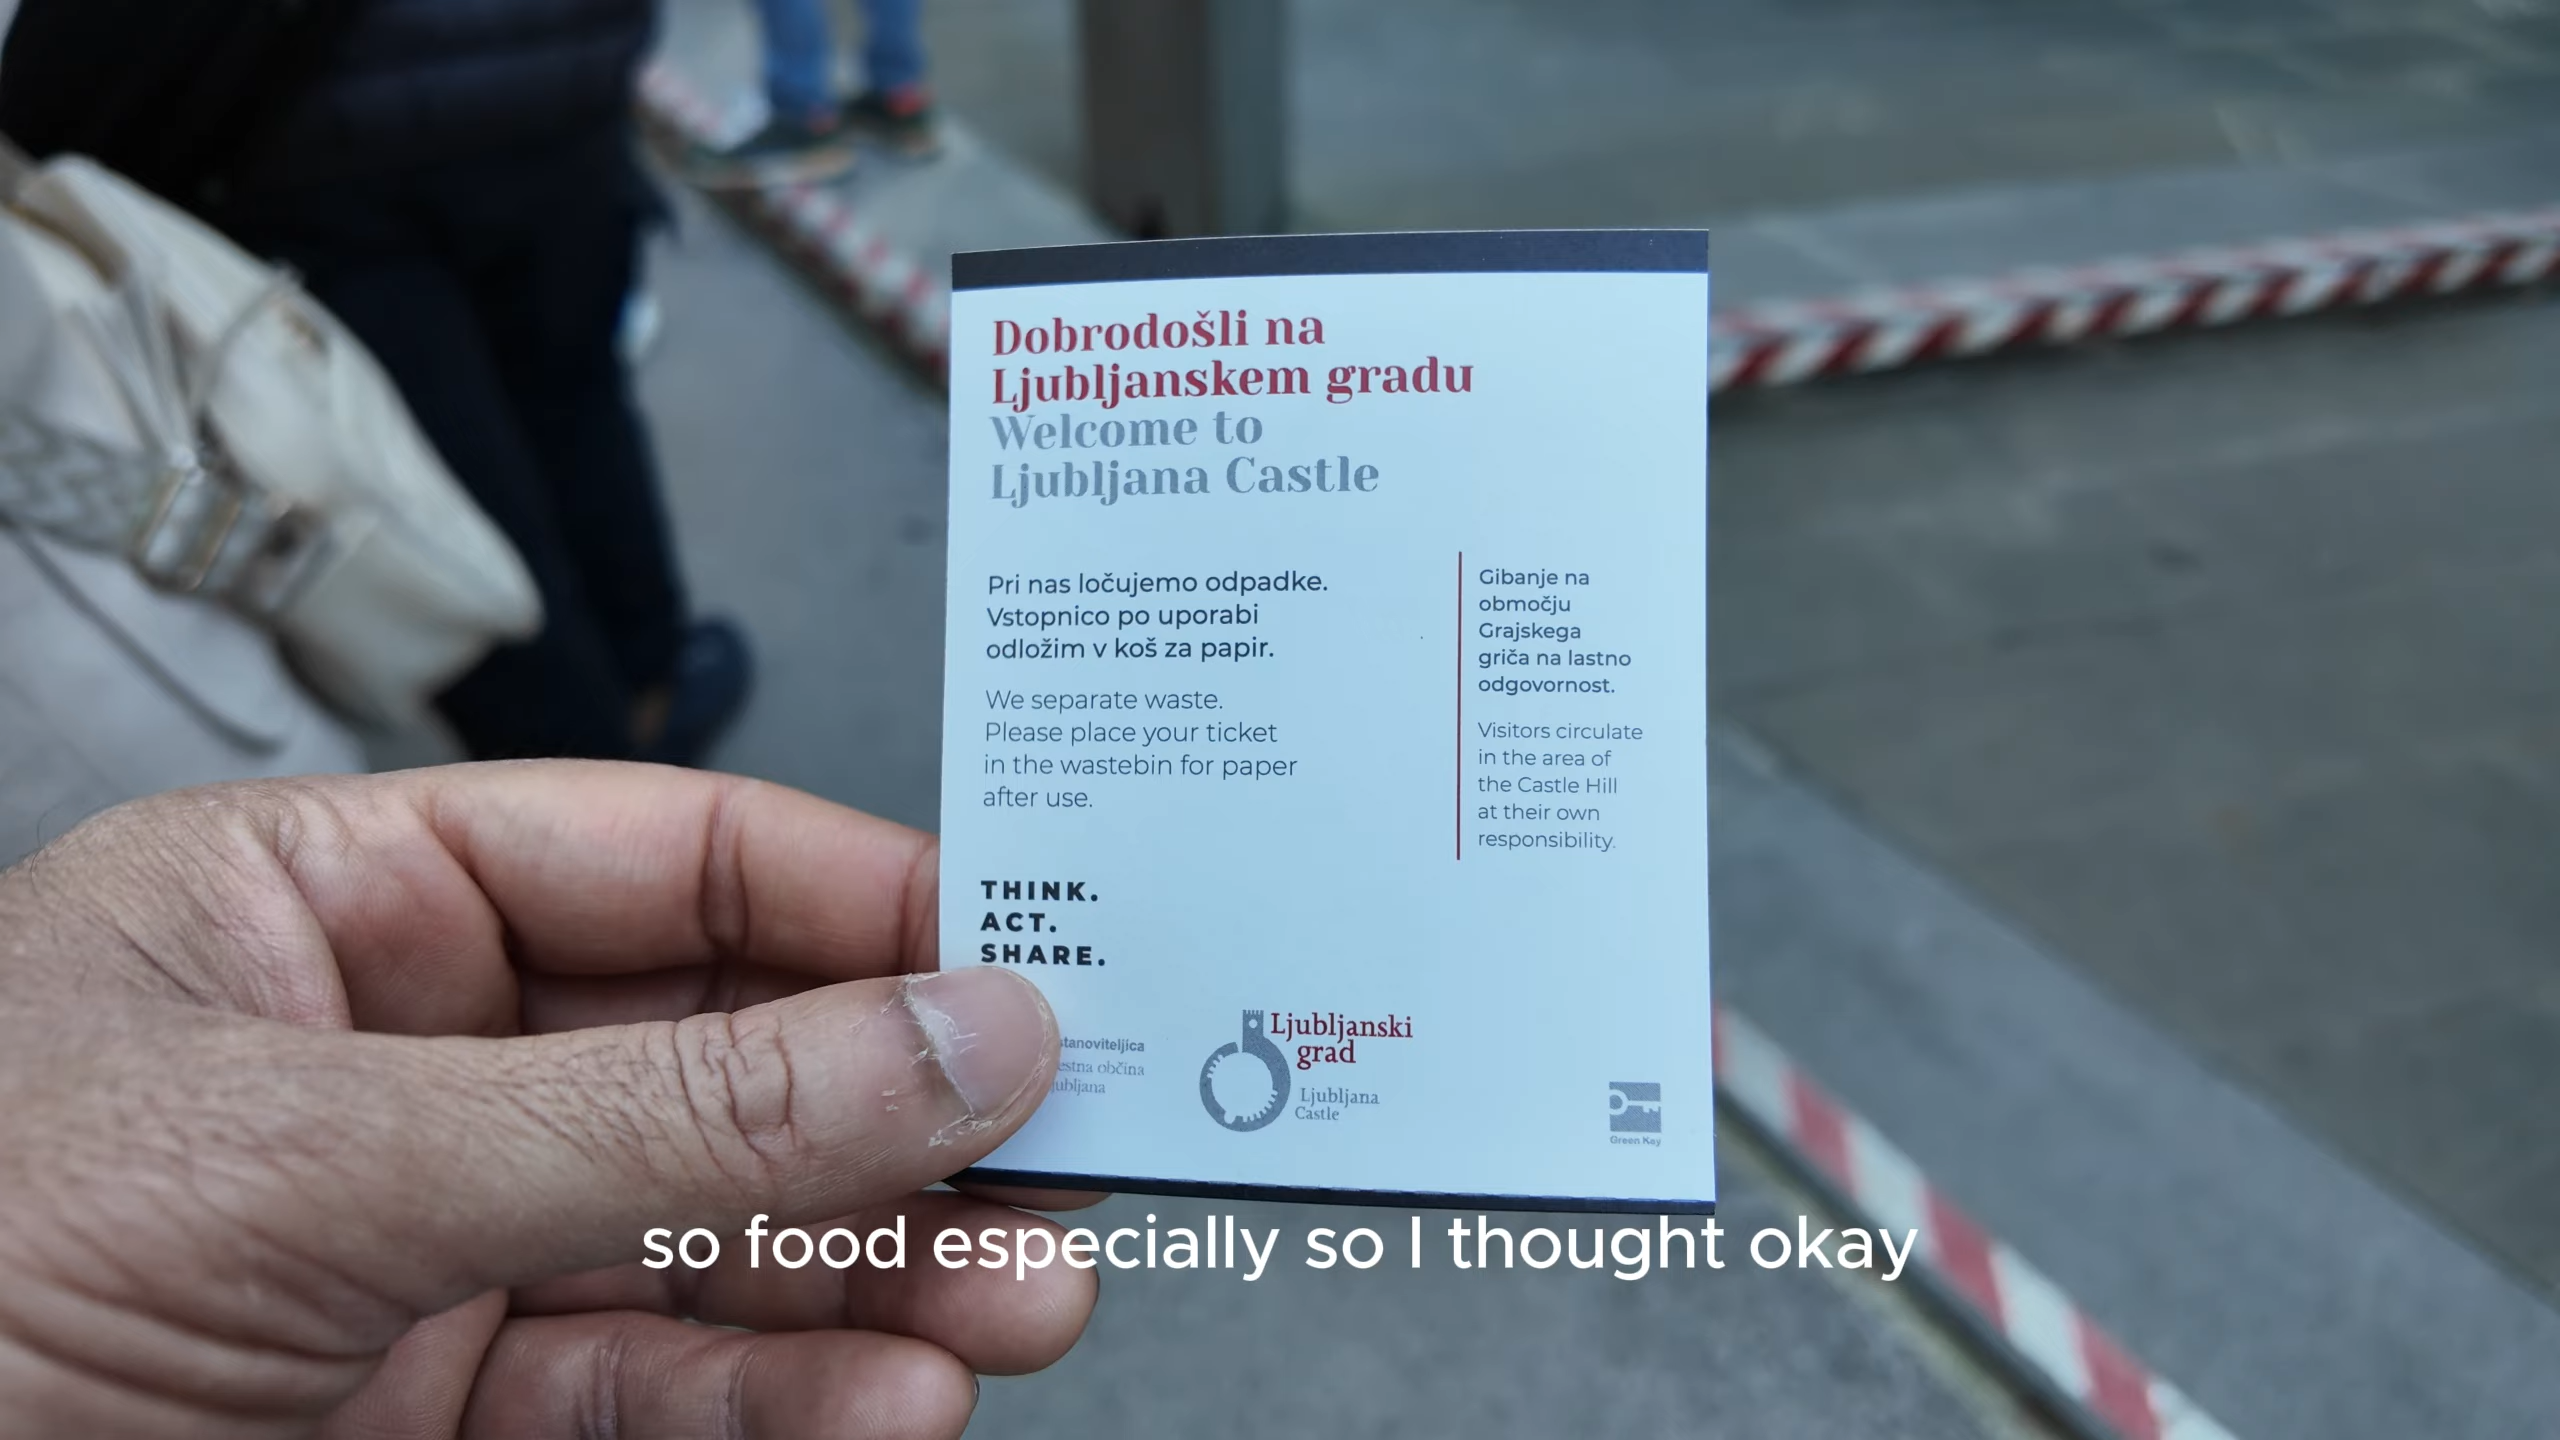 Dobrodošli na
Ljubljanskem gradu
Welcome to
Ljubljana Castle
Pri nas ločujemo odpadke.
Vstopnico po uporabi
odložim v koš za papir.
We separate waste.
Please place your ticket
in the wastebin for paper
after use.
Gibanje na
območju
Grajskega
griča na lastno
odgovornost.
Visitors circulate
in the area of
the Castle Hill
at their own
responsibility.
THINK.
ACT.
SHARE.
občina
Ljubljanski
grad
Ljubljana
Castle
Green Key
so food especially so I thought okay